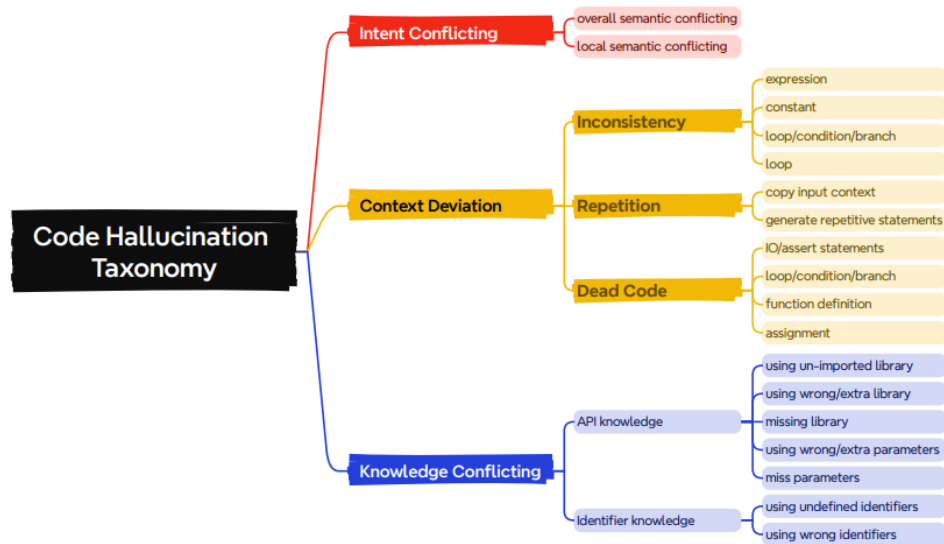 Code Hallucination
Taxonomy
Intent Conflicting
overall semantic conflicting
local semantic conflicting
Context Deviation
Inconsistency
expression
constant
loop/condition/branch
loop
Repetition
copy input context
generate repetitive statements
Dead Code
IO/assert statements
loop/condition/branch
function definition
assignment
Knowledge Conflicting
API knowledge
using un-imported library
using wrong/extra library
missing library
using wrong/extra parameters
miss parameters
Identifier knowledge
using undefined identifiers
using wrong identifiers